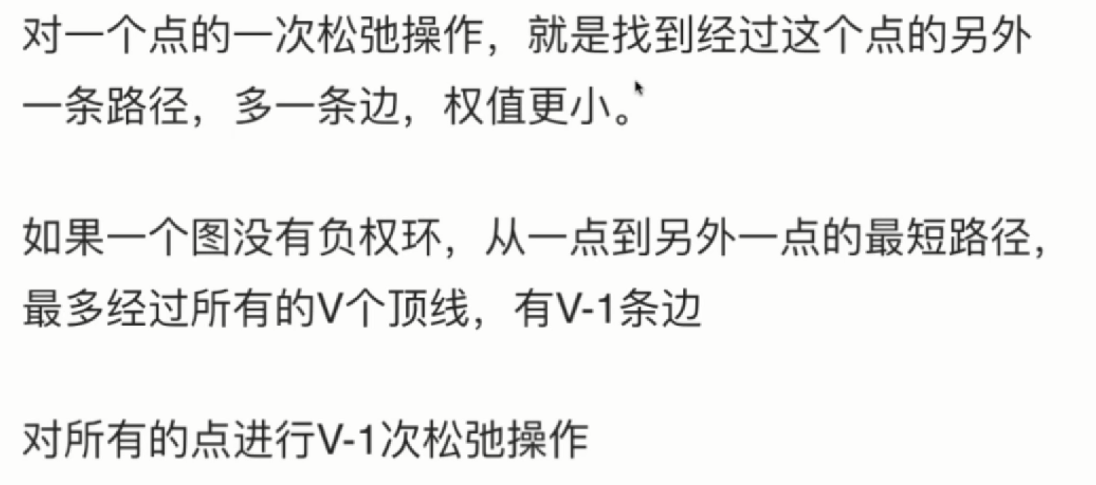 对一个点的一次松弛操作，就是找到经过这个点的另外
一条路径，多一条边，权值更小。
如果一个图没有负权环，从一点到另外一点的最短路径，
最多经过所有的V个顶线，有V-1条边
对所有的点进行V-1次松弛操作